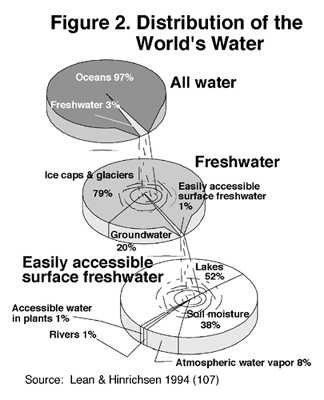 Figure 2. Distribution of the
World's Water
Oceans 97%
All water
Freshwater 3%
Freshwater
Ice caps & glaciers
79%
Easily accessible
surface freshwater
1%
Groundwater
20%
Easily accessible
surface freshwater
Lakes
52%
Accessible water
in plants 1%
Soil moisture
38%
Rivers 1%
Atmospheric water vapor 8%
Source: Lean & Hinrichsen 1994 (107)